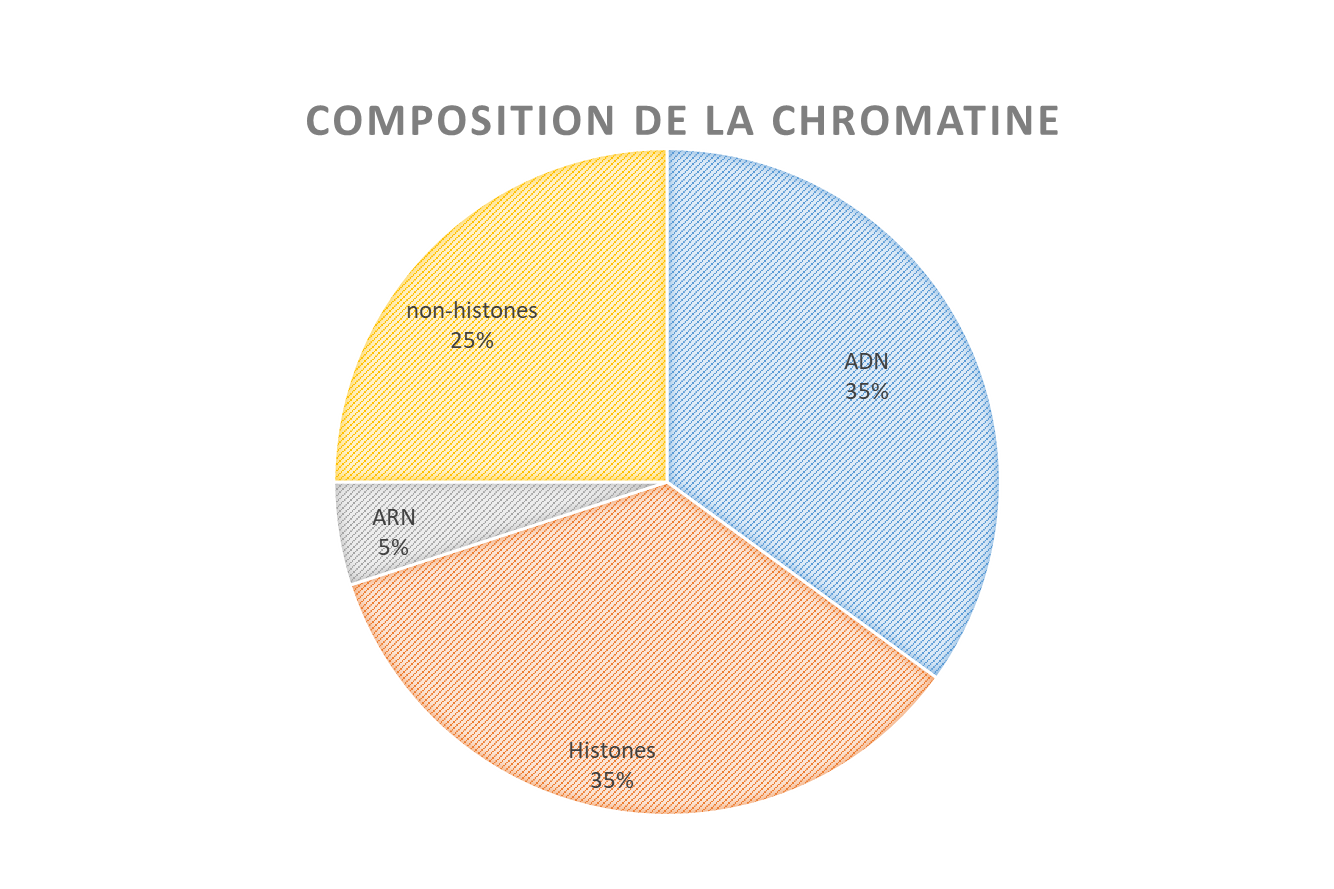 COMPOSITION DE LA CHROMATINE
non-histones
25%
ADN
35%
ARN
5%
Histones
35%